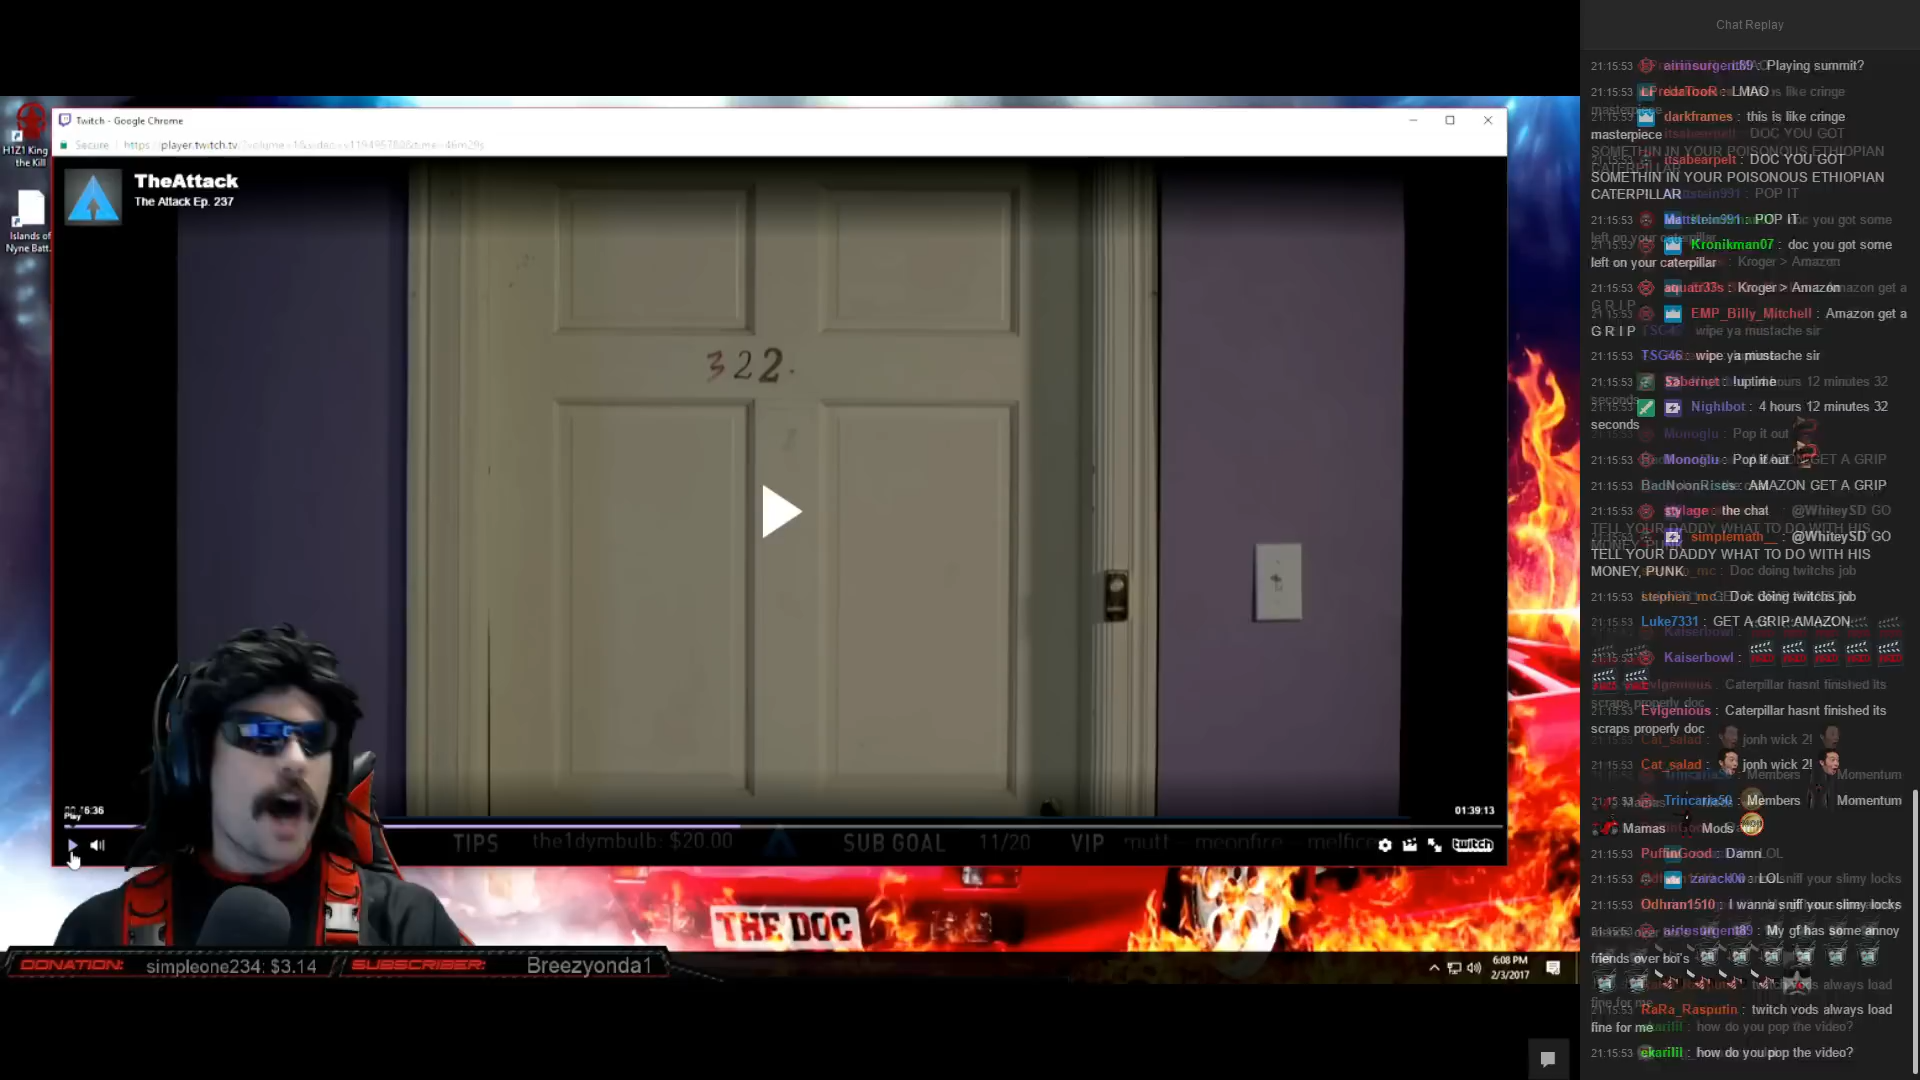 Chat Replay
H1Z1 King
the Kill
Islands of
Nyne Batt.
Twitch - Google Chrome
Secure https://player.twitch.tv
TheAttack
The Attack Ep. 237
322
6:36
Play
01:39:13
TIPS the1dymbulb: $20.00 SUB GOAL 11/20 VIP mutt - meonfire - melfice
twitch
THE DOC
DONATION: simpleone234: $3.14 SUBSCRIBER: Breezyonda1
6:08 PM
2/3/2017
21:15:53 airinsurgent89 : Playing summit?
21:15:53 : LMAO
21:15:53 darkframes : this is like cringe
masterpiece
21:15:53 itsabearpelt : DOC YOU GOT
SOMETHIN IN YOUR POISONOUS ETHIOPIAN
CATERPILLAR
21:15:53 : POP IT
21:15:53 Kronikman07 : doc you got some
left on your caterpillar
21:15:53 aquatr33s : Kroger > Amazon
21:15:53 EMP_Billy_Mitchell : Amazon get a
G R I P
21:15:53 TSG46 : wipe ya mustache sir
21:15:53 Sabernet : !uptime
21:15:53 Nightbot : 4 hours 12 minutes 32
seconds
21:15:53 Monoglu : Pop it out
21:15:53 BadNoonRises : AMAZON GET A GRIP
21:15:53 stylage : the chat
21:15:53 simplemath__ : @WhiteySD GO
TELL YOUR DADDY WHAT TO DO WITH HIS
MONEY, PUNK
21:15:53 stephen_mc : Doc doing twitchs job
21:15:53 Luke7331 : GET A GRIP AMAZON
21:15:53 Kaiserbowl :
21:15:53 Evlgenious : Caterpillar hasnt finished its
scraps properly doc
21:15:53 Cat_salad : jonh wick 2!
21:15:53 Trincaria50 : Members Momentum
Mamas Mods
21:15:53 PuffinGood : Damn
21:15:53 zarack00 : LOL
21:15:53 Odhran1510 : I wanna sniff your slimey locks
21:15:53 airinsurgent89 : My gf has some annoy
friends over boi's
21:15:53 RaRa_Rasputin : twitch vods always load
fine for me
21:15:53 ekarilil : how do you pop the video?